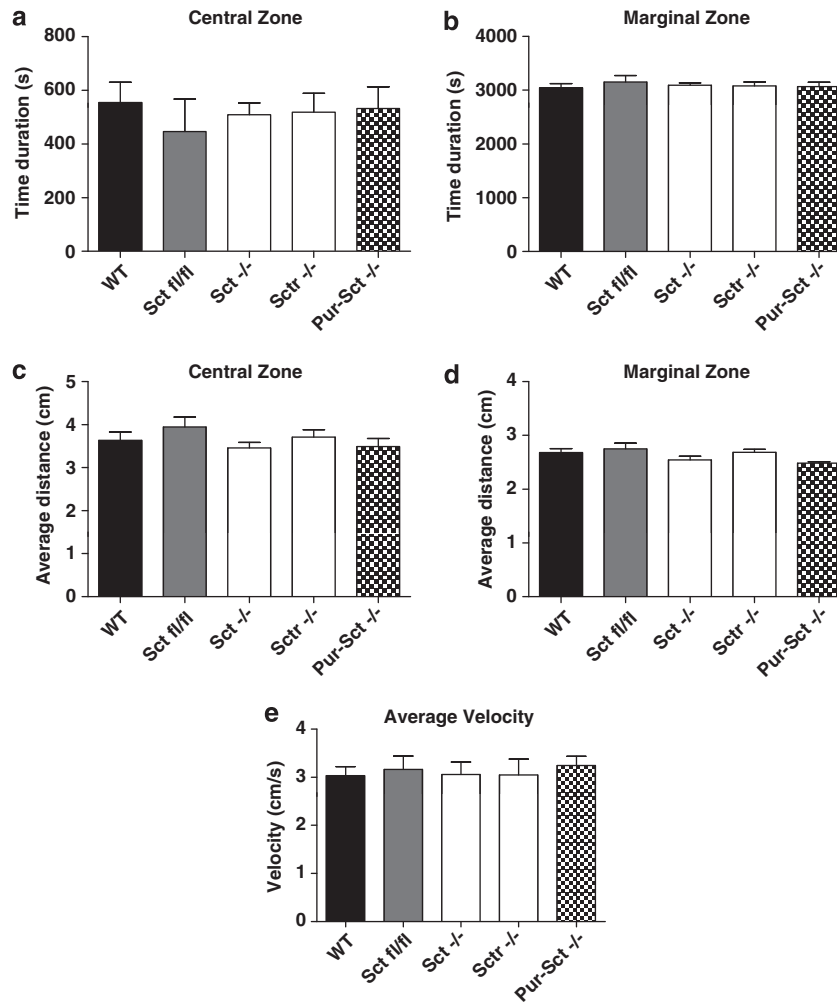 a
Central Zone
Time duration (s)
800
600
400
200
0
WT
Sct fl/fl
Sct -/-
Sctr -/-
Pur-Sct -/-
b
Marginal Zone
Time duration (s)
4000
3000
2000
1000
0
WT
Sct fl/fl
Sct -/-
Sctr -/-
Pur-Sct -/-
c
Central Zone
Average distance (cm)
5
4
3
2
1
0
WT
Sct fl/fl
Sct -/-
Sctr -/-
Pur-Sct -/-
d
Marginal Zone
Average distance (cm)
4
3
2
1
0
WT
Sct fl/fl
Sct -/-
Sctr -/-
Pur-Sct -/-
e
Average Velocity
Velocity (cm/s)
4
3
2
1
0
WT
Sct fl/fl
Sct -/-
Sctr -/-
Pur-Sct -/-